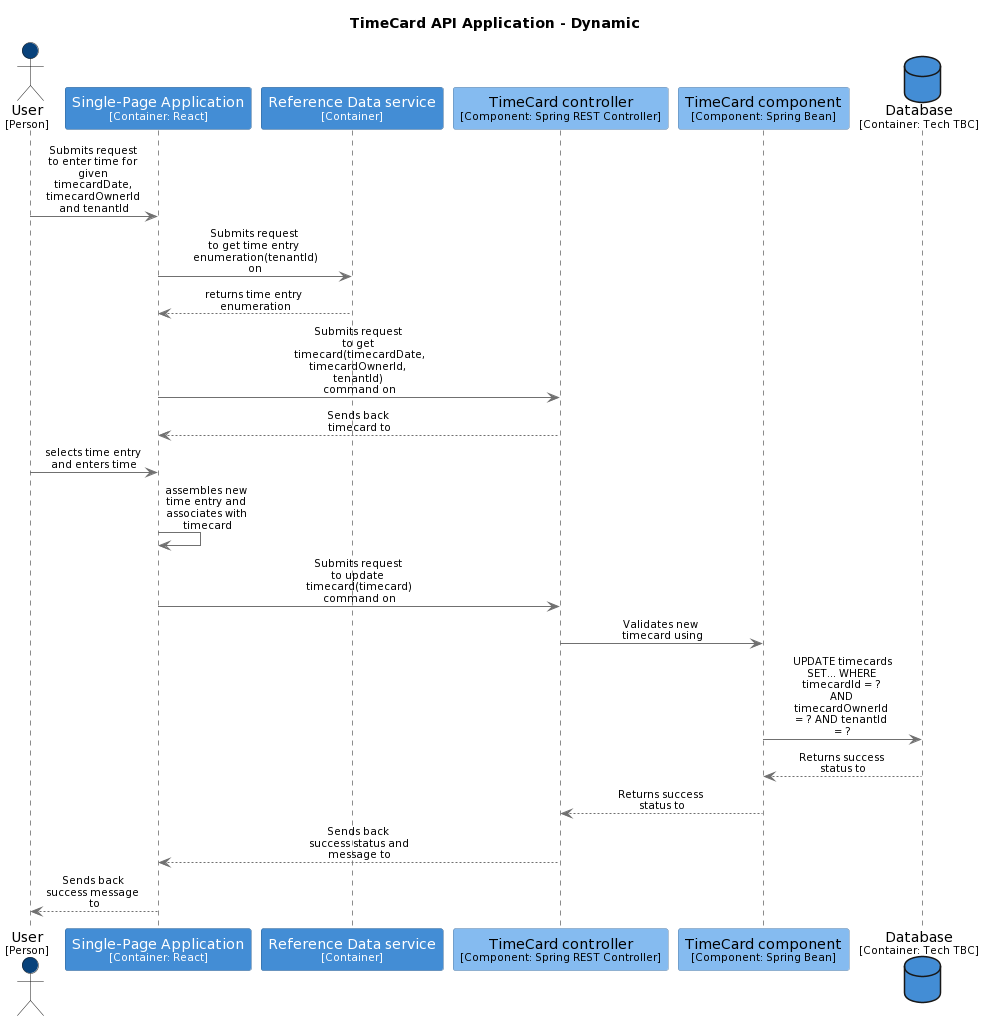 TimeCard API Application - Dynamic
User
[Person]
Single-Page Application
[Container: React]
Reference Data service
[Container]
TimeCard controller
[Component: Spring REST Controller]
TimeCard component
[Component: Spring Bean]
Database
[Container: Tech TBC]
Submits request
to enter time for
given
timecardDate,
timecardOwnerId
and tenantId
Submits request
to get time entry
enumeration(tenantId)
on
returns time entry
enumeration
Submits request
to get
timecard(timecardDate,
timecardOwnerId,
tenantId)
command on
Sends back
timecard to
selects time entry
and enters time
assembles new
time entry and
associates with
timecard
Submits request
to update
timecard(timecard)
command on
Validates new
timecard using
UPDATE timecards
SET... WHERE
timecardId = ?
AND
timecardOwnerId
= ? AND tenantId
= ?
Returns success
status to
Returns success
status to
Sends back
success status and
message to
Sends back
success message
to
User
[Person]
Single-Page Application
[Container: React]
Reference Data service
[Container]
TimeCard controller
[Component: Spring REST Controller]
TimeCard component
[Component: Spring Bean]
Database
[Container: Tech TBC]